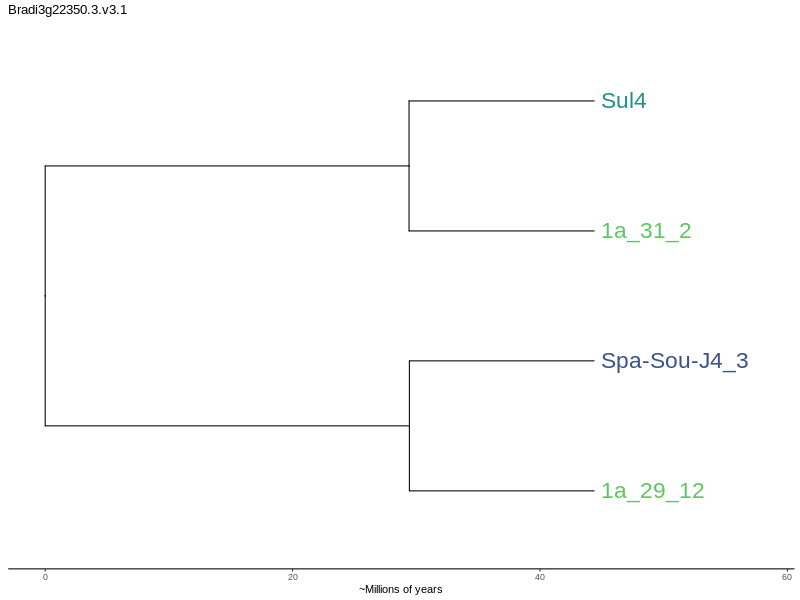 Bradi3g22350.3.v3.1
Sul4
1a_31_2
Spa-Sou-J4_3
1a_29_12
0 20 40 60
~Millions of years